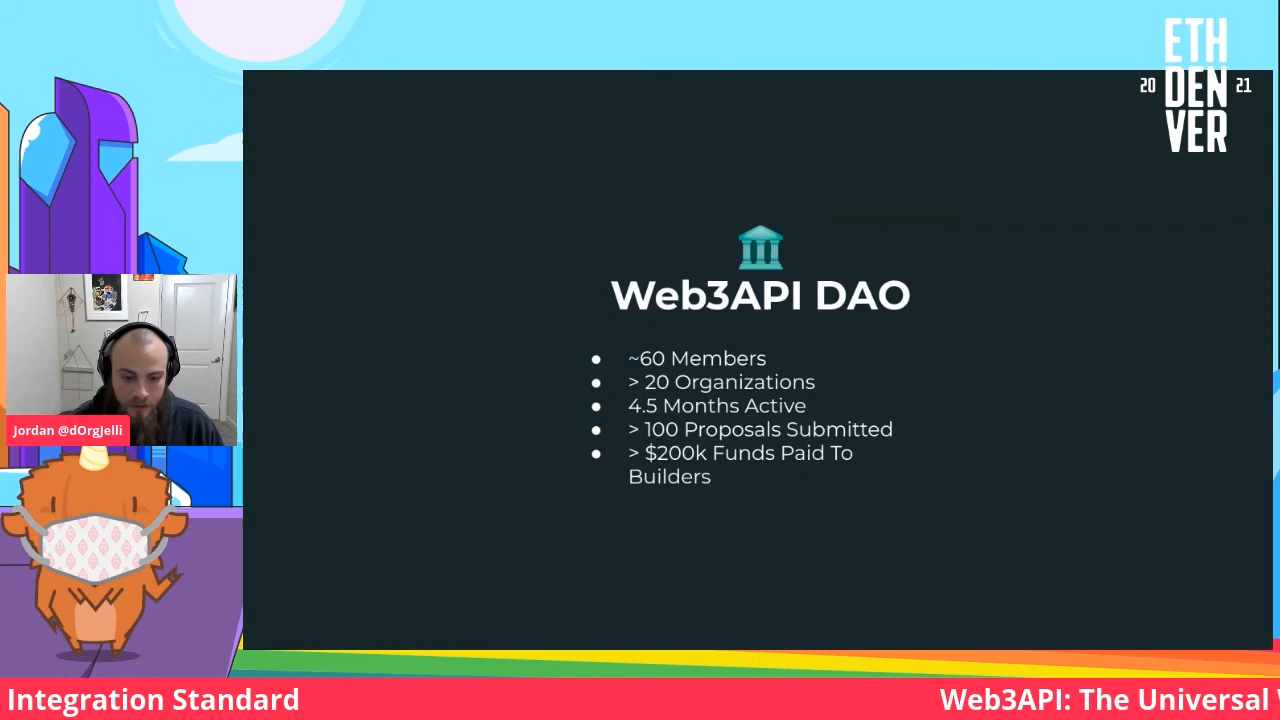 ETH
20 DEN 21
VER
Web3API DAO
● ~60 Members
● > 20 Organizations
● 4.5 Months Active
● > 100 Proposals Submitted
● > $200k Funds Paid To
Builders
Jordan @dOrgJelli
Integration Standard
Web3API: The Universal